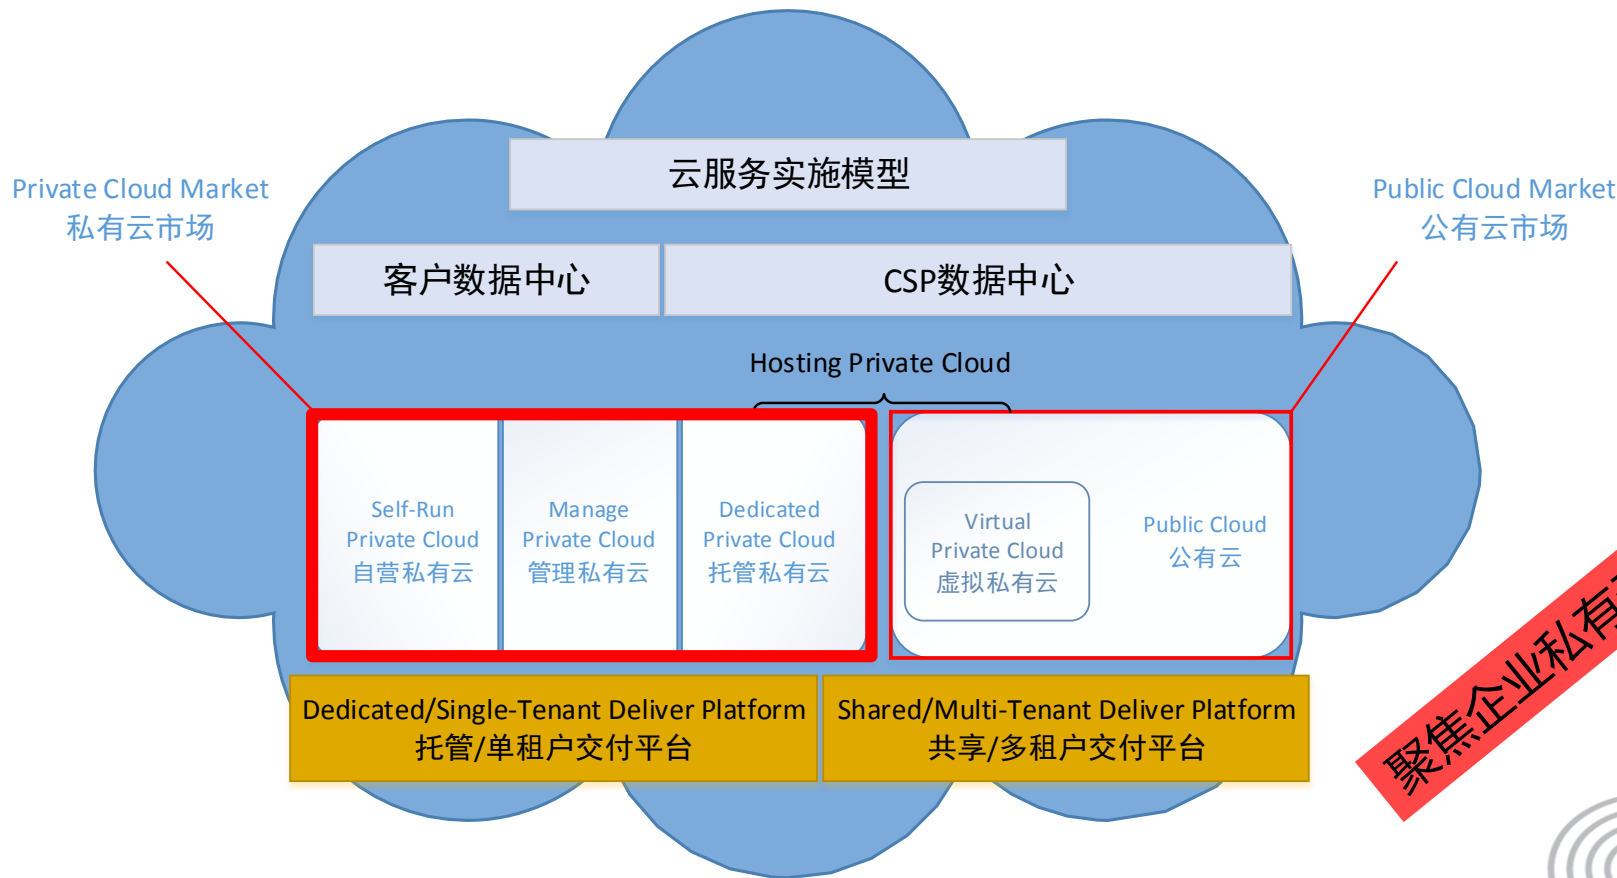 云服务实施模型
Private Cloud Market
私有云市场
Public Cloud Market
公有云市场
客户数据中心
CSP数据中心
Hosting Private Cloud
Self-Run
Private Cloud
自营私有云
Manage
Private Cloud
管理私有云
Dedicated
Private Cloud
托管私有云
Virtual
Private Cloud
虚拟私有云
Public Cloud
公有云
Dedicated/Single-Tenant Deliver Platform
托管/单租户交付平台
Shared/Multi-Tenant Deliver Platform
共享/多租户交付平台
聚焦企业私有